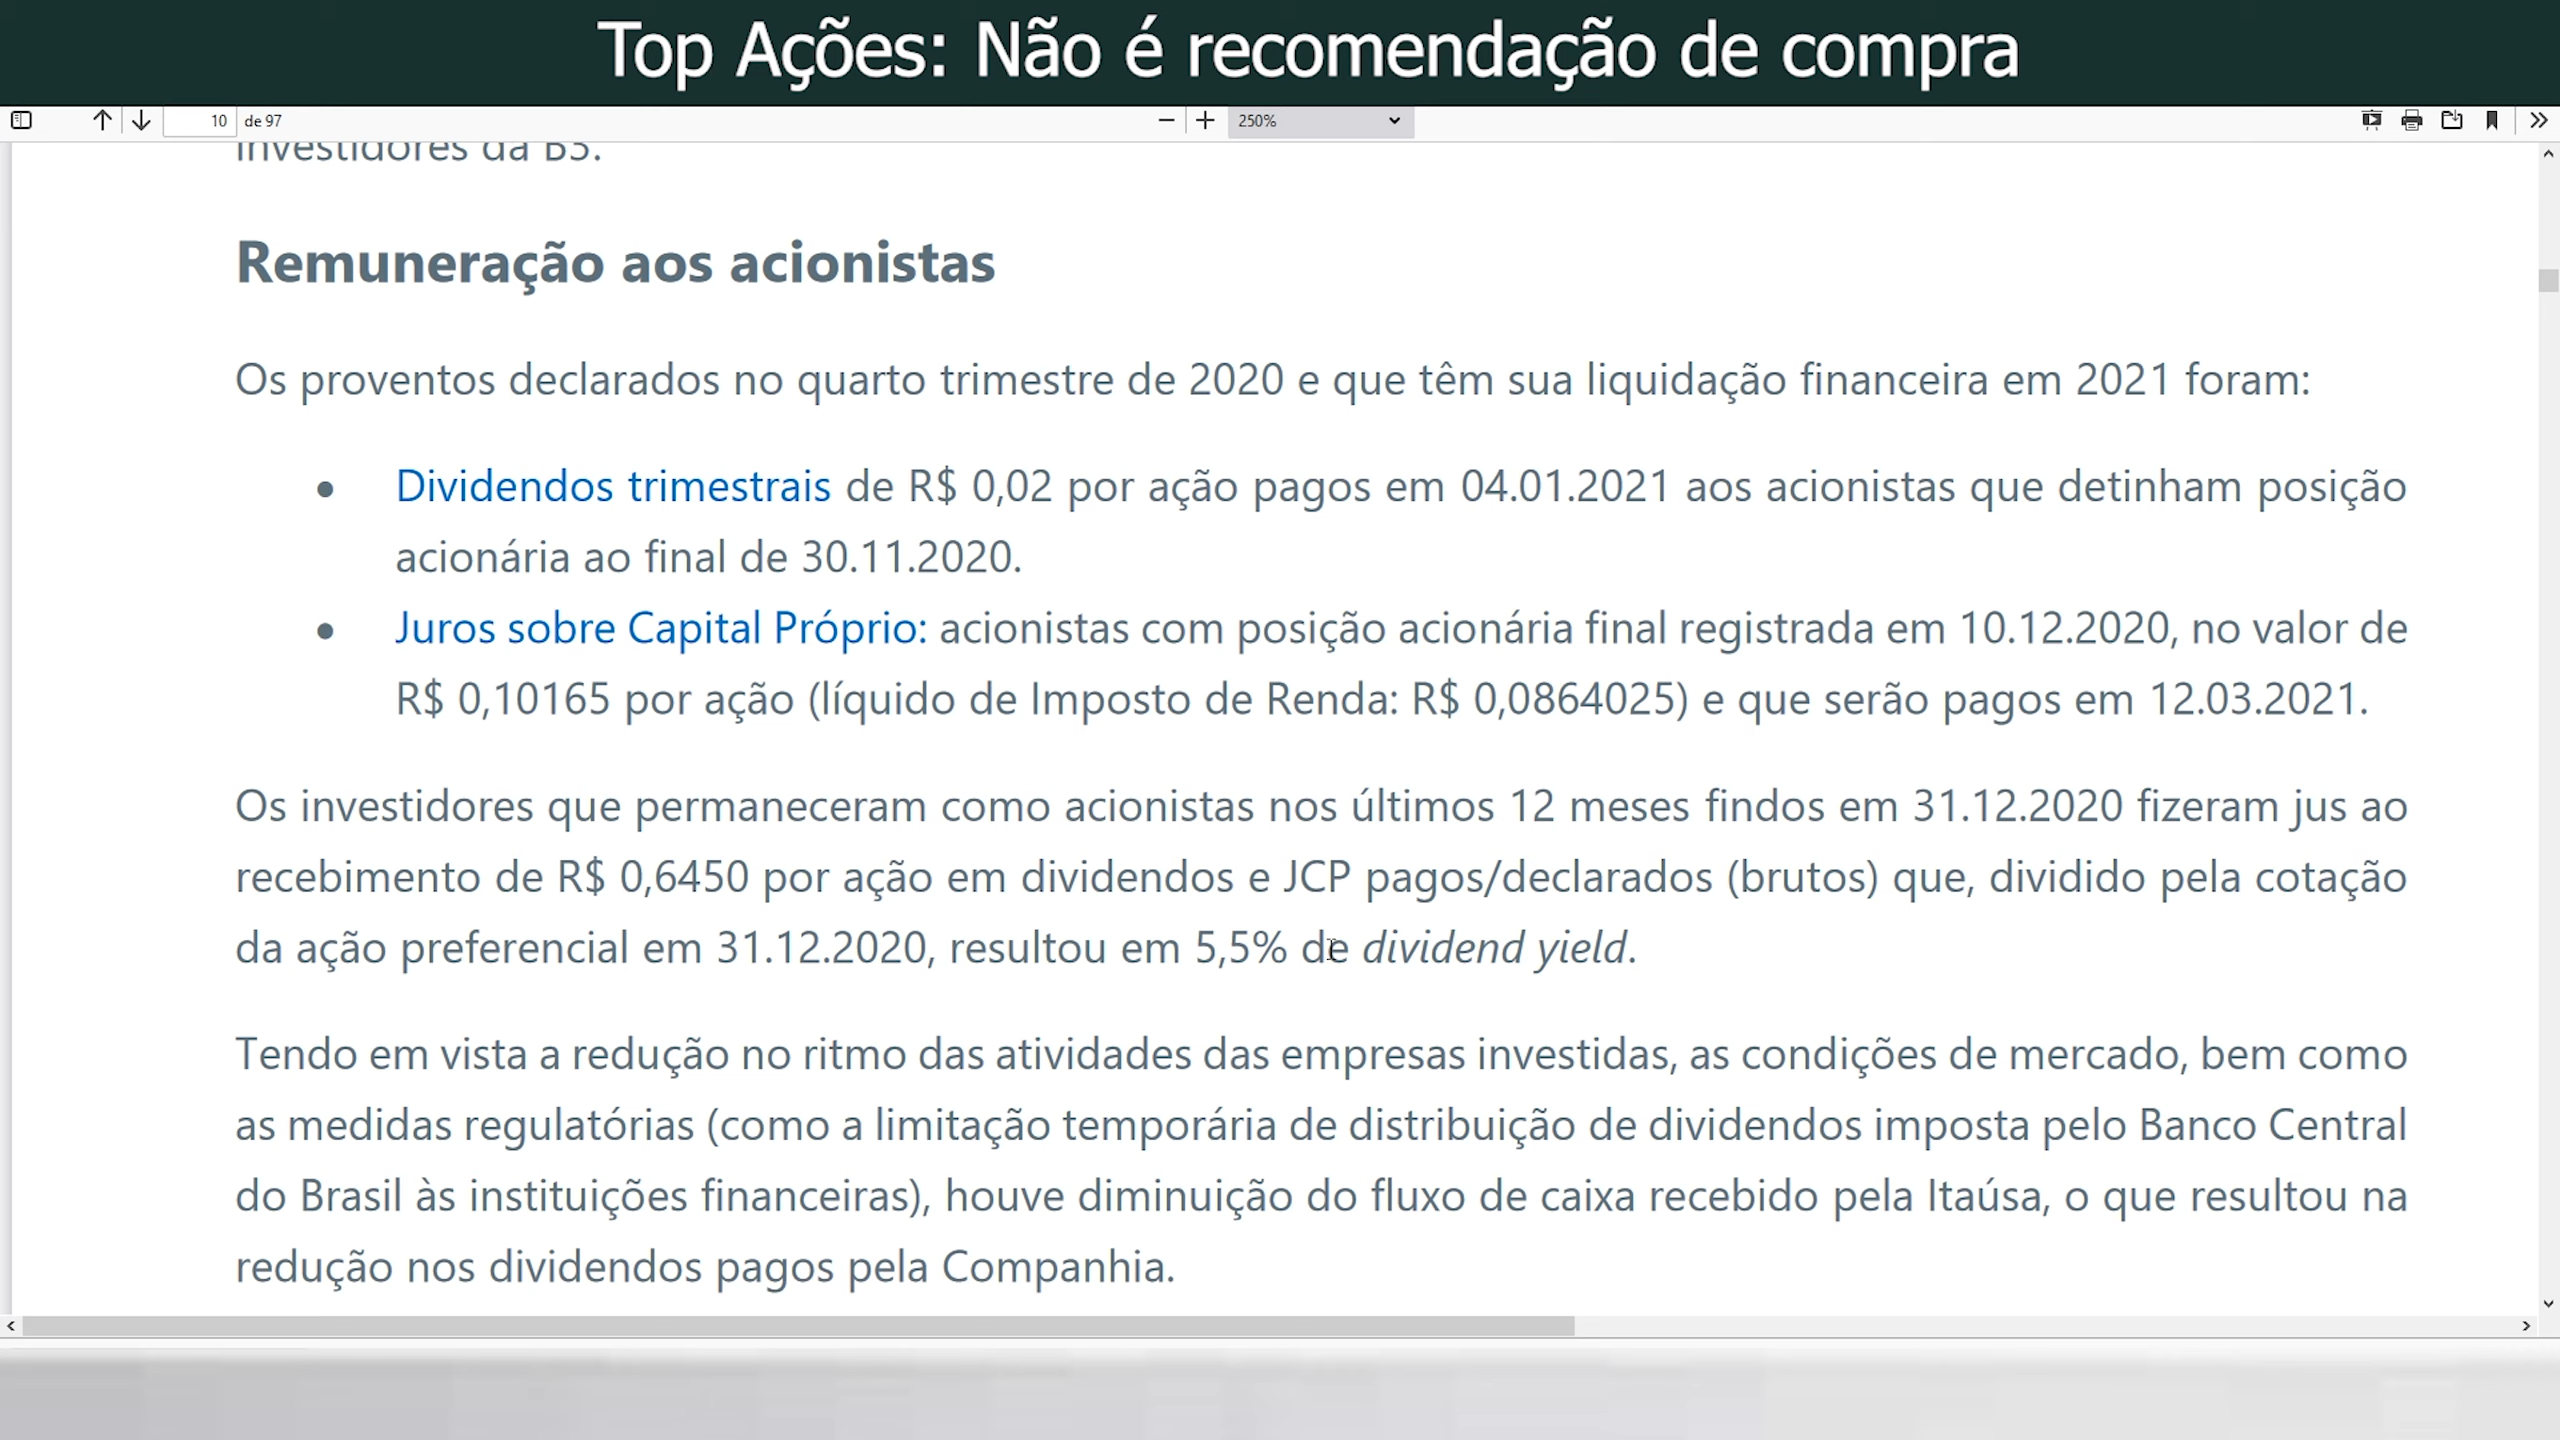 Top Ações: Não é recomendação de compra
10 de 97
250%
investidores da B3.
Remuneração aos acionistas
Os proventos declarados no quarto trimestre de 2020 e que têm sua liquidação financeira em 2021 foram:
• Dividendos trimestrais de R$ 0,02 por ação pagos em 04.01.2021 aos acionistas que detinham posição
acionária ao final de 30.11.2020.
• Juros sobre Capital Próprio: acionistas com posição acionária final registrada em 10.12.2020, no valor de
R$ 0,10165 por ação (líquido de Imposto de Renda: R$ 0,0864025) e que serão pagos em 12.03.2021.
Os investidores que permaneceram como acionistas nos últimos 12 meses findos em 31.12.2020 fizeram jus ao
recebimento de R$ 0,6450 por ação em dividendos e JCP pagos/declarados (brutos) que, dividido pela cotação
da ação preferencial em 31.12.2020, resultou em 5,5% de dividend yield.
Tendo em vista a redução no ritmo das atividades das empresas investidas, as condições de mercado, bem como
as medidas regulatórias (como a limitação temporária de distribuição de dividendos imposta pelo Banco Central
do Brasil às instituições financeiras), houve diminuição do fluxo de caixa recebido pela Itaúsa, o que resultou na
redução nos dividendos pagos pela Companhia.